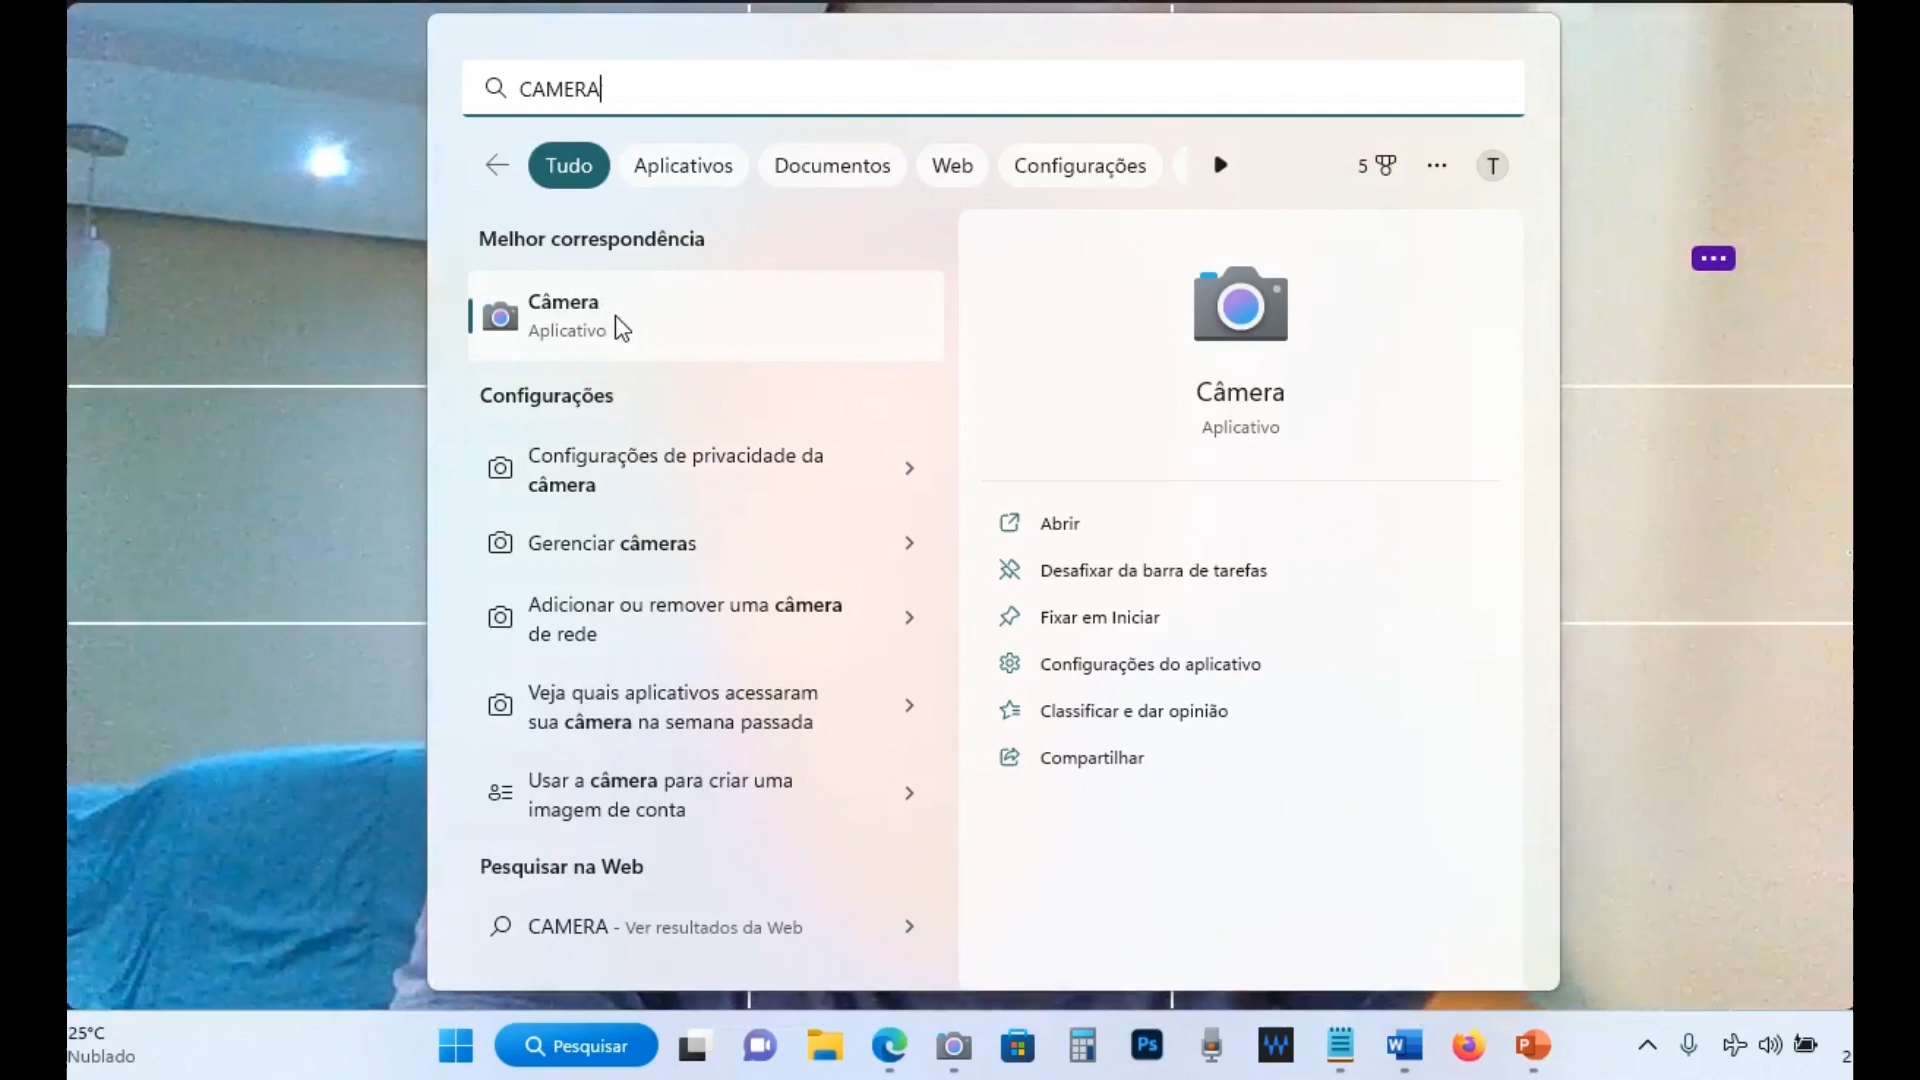 CAMERA
Tudo
Aplicativos
Documentos
Web
Configurações
5
T
Melhor correspondência
Câmera
Aplicativo
Configurações
Configurações de privacidade da
câmera
Gerenciar câmeras
Adicionar ou remover uma câmera
de rede
Veja quais aplicativos acessaram
sua câmera na semana passada
Usar a câmera para criar uma
imagem de conta
Pesquisar na Web
CAMERA - Ver resultados da Web
Câmera
Aplicativo
Abrir
Desafixar da barra de tarefas
Fixar em Iniciar
Configurações do aplicativo
Classificar e dar opinião
Compartilhar
25°C
Nublado
Pesquisar
Ps
W
P
2